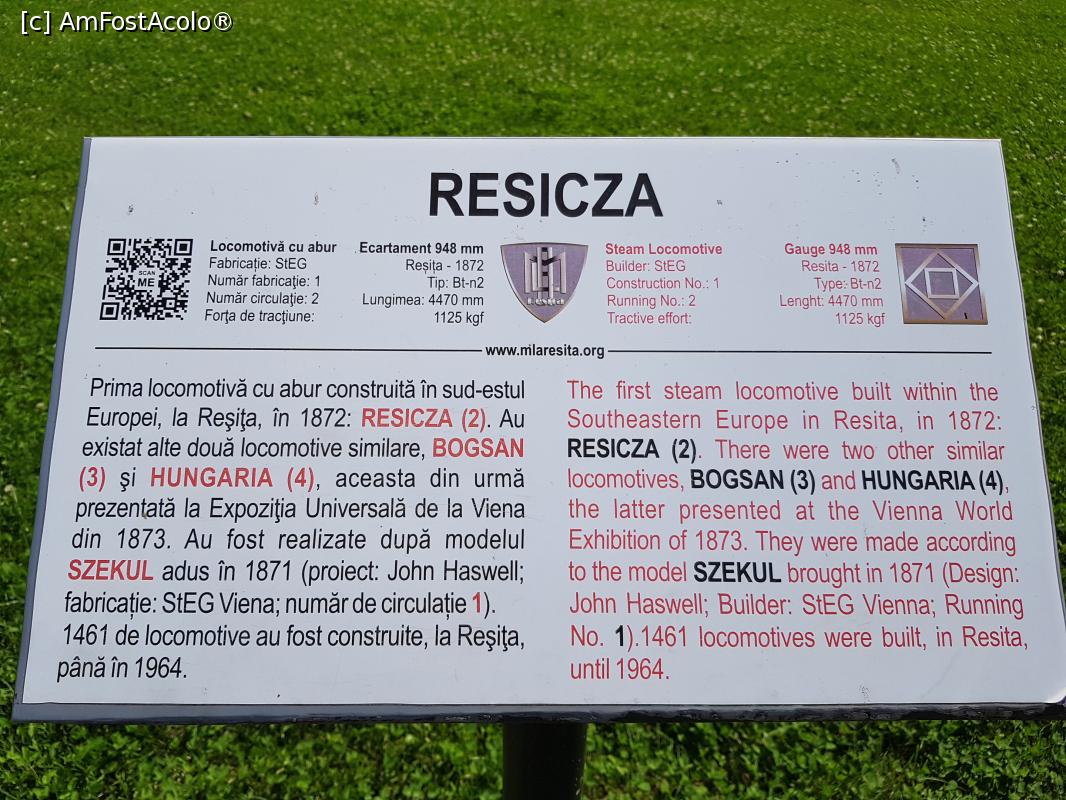 [c] AmFostAcolo®
RESICZA
SCAN
ME
Locomotivă cu abur
Fabricație: StEG
Număr fabricaţie: 1
Număr circulaţie: 2
Forţa de tracţiune:
Ecartament 948 mm
Reșița - 1872
Tip: Bt-n2
Lungimea: 4470 mm
1125 kgf
resita
Steam Locomotive
Builder: StEG
Construction No.: 1
Running No.: 2
Tractive effort:
Gauge 948 mm
Resita - 1872
Type: Bt-n2
Lenght: 4470 mm
1125 kgf
www.mlaresita.org
Prima locomotivă cu abur construită în sud-estul
Europei, la Reşiţa, în 1872: RESICZA (2). Au
existat alte două locomotive similare, BOGSAN
(3) şi HUNGARIA (4), aceasta din urmă
prezentată la Expoziţia Universală de la Viena
din 1873. Au fost realizate după modelul
SZEKUL adus în 1871 (proiect: John Haswell;
fabricație: StEG Viena; număr de circulație 1).
1461 de locomotive au fost construite, la Reşiţa,
până în 1964.
The first steam locomotive built within the
Southeastern Europe in Resita, in 1872:
RESICZA (2). There were two other similar
locomotives, BOGSAN (3) and HUNGARIA (4),
the latter presented at the Vienna World
Exhibition of 1873. They were made according
to the model SZEKUL brought in 1871 (Design:
John Haswell; Builder: StEG Vienna; Running
No. 1).1461 locomotives were built, in Resita,
until 1964.